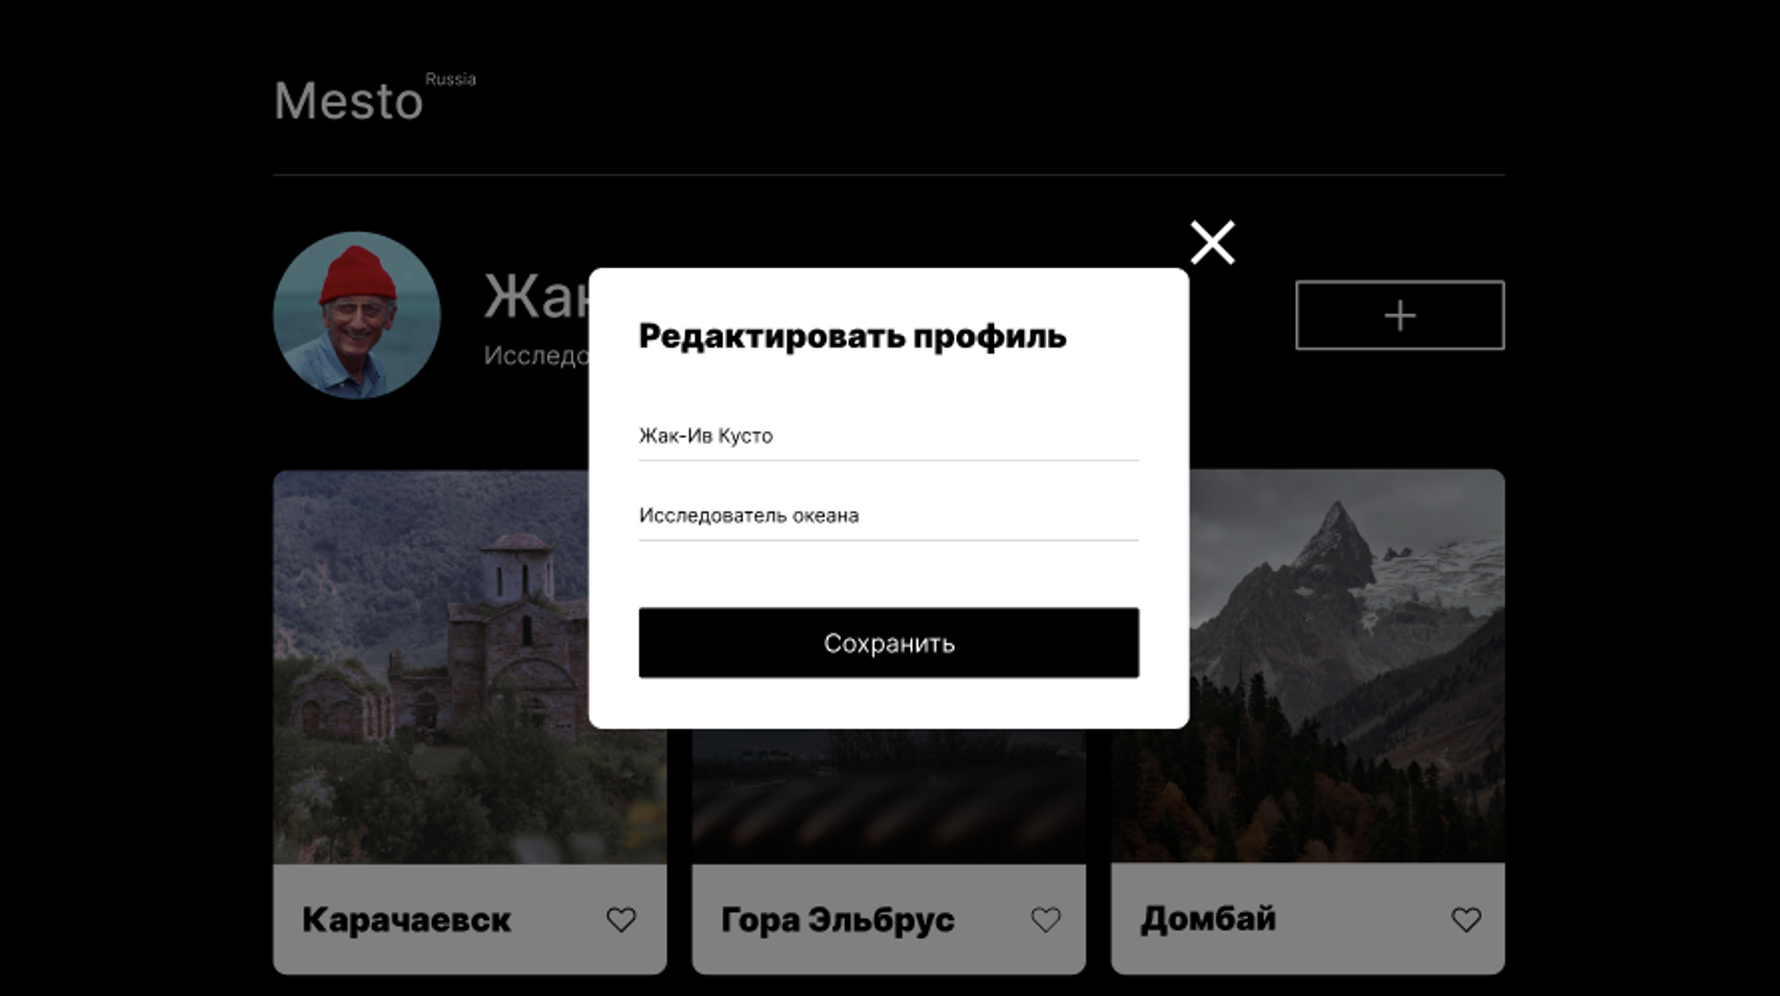 Mesto Russia
Жак
Исследо
Редактировать профиль
Жак-Ив Кусто
Исследователь океана
Сохранить
Карачаевск
Гора Эльбрус
Домбай